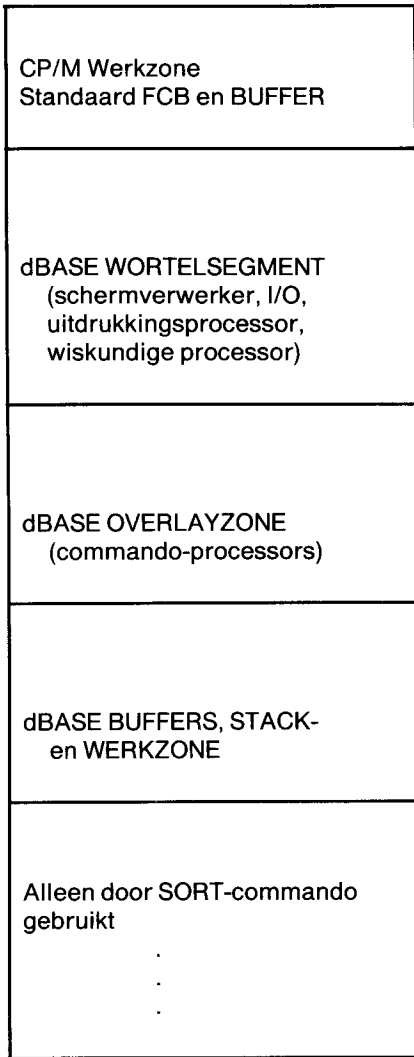 CP/M Werkzone
Standaard FCB en BUFFER
dBASE WORTELSEGMENT
(schermverwerker, I/O,
uitdrukkingsprocessor,
wiskundige processor)
dBASE OVERLAYZONE
(commando-processors)
dBASE BUFFERS, STACK-
en WERKZONE
Alleen door SORT-commando
gebruikt
.
.
.